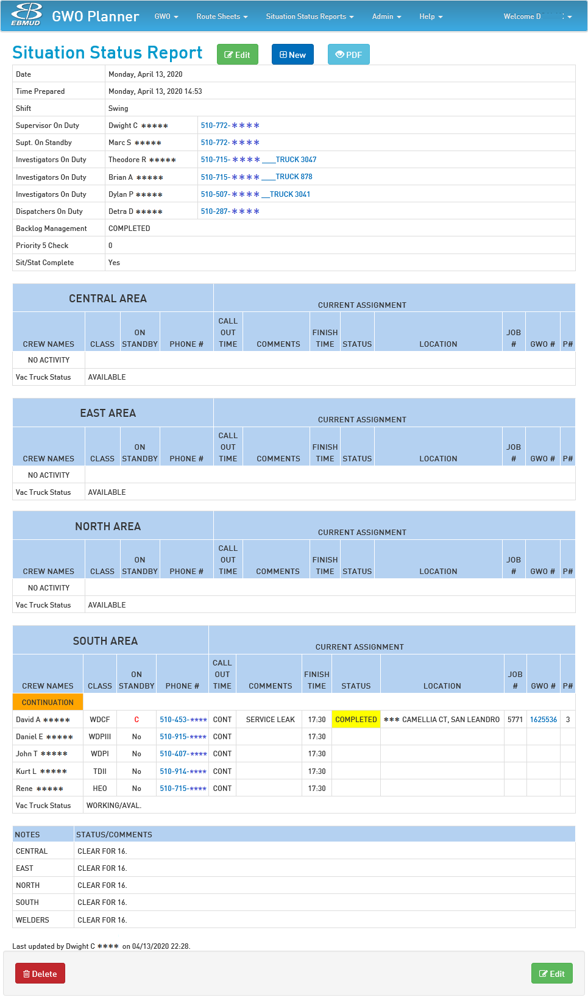 EBMUD GWO Planner GWO Route Sheets Situation Status Reports Admin Help Welcome D
Situation Status Report Edit New PDF
Date Monday, April 13, 2020
Time Prepared Monday, April 13, 2020 14:53
Shift Swing
Supervisor On Duty Dwight C ***** 510-772-****
Supt. On Standby Marc S ***** 510-772-****
Investigators On Duty Theodore R ***** 510-715-****____TRUCK 3047
Investigators On Duty Brian A ***** 510-715-****____TRUCK 878
Investigators On Duty Dylan P ***** 510-507-****__TRUCK 3041
Dispatchers On Duty Detra D ***** 510-287-****
Backlog Management COMPLETED
Priority 5 Check 0
Sit/Stat Complete Yes
CENTRAL AREA CURRENT ASSIGNMENT
CREW NAMES CLASS ON STANDBY PHONE # CALL OUT TIME COMMENTS FINISH TIME STATUS LOCATION JOB # GWO # P#
NO ACTIVITY
Vac Truck Status AVAILABLE
EAST AREA CURRENT ASSIGNMENT
CREW NAMES CLASS ON STANDBY PHONE # CALL OUT TIME COMMENTS FINISH TIME STATUS LOCATION JOB # GWO # P#
NO ACTIVITY
Vac Truck Status AVAILABLE
NORTH AREA CURRENT ASSIGNMENT
CREW NAMES CLASS ON STANDBY PHONE # CALL OUT TIME COMMENTS FINISH TIME STATUS LOCATION JOB # GWO # P#
NO ACTIVITY
Vac Truck Status AVAILABLE
SOUTH AREA CURRENT ASSIGNMENT
CREW NAMES CLASS ON STANDBY PHONE # CALL OUT TIME COMMENTS FINISH TIME STATUS LOCATION JOB # GWO # P#
CONTINUATION
David A ***** WDCF C 510-453-**** CONT SERVICE LEAK 17:30 COMPLETED *** CAMELLIA CT, SAN LEANDRO 5771 1625536 3
Daniel E ***** WDPIII No 510-915-**** CONT 17:30
John T ***** WDPI No 510-407-**** CONT 17:30
Kurt L ***** TDII No 510-914-**** CONT 17:30
Rene ***** HEO No 510-715-**** CONT 17:30
Vac Truck Status WORKING/AVAL.
NOTES STATUS/COMMENTS
CENTRAL CLEAR FOR 16.
EAST CLEAR FOR 16.
NORTH CLEAR FOR 16.
SOUTH CLEAR FOR 16.
WELDERS CLEAR FOR 16.
Last updated by Dwight C **** on 04/13/2020 22:28.
Delete Edit